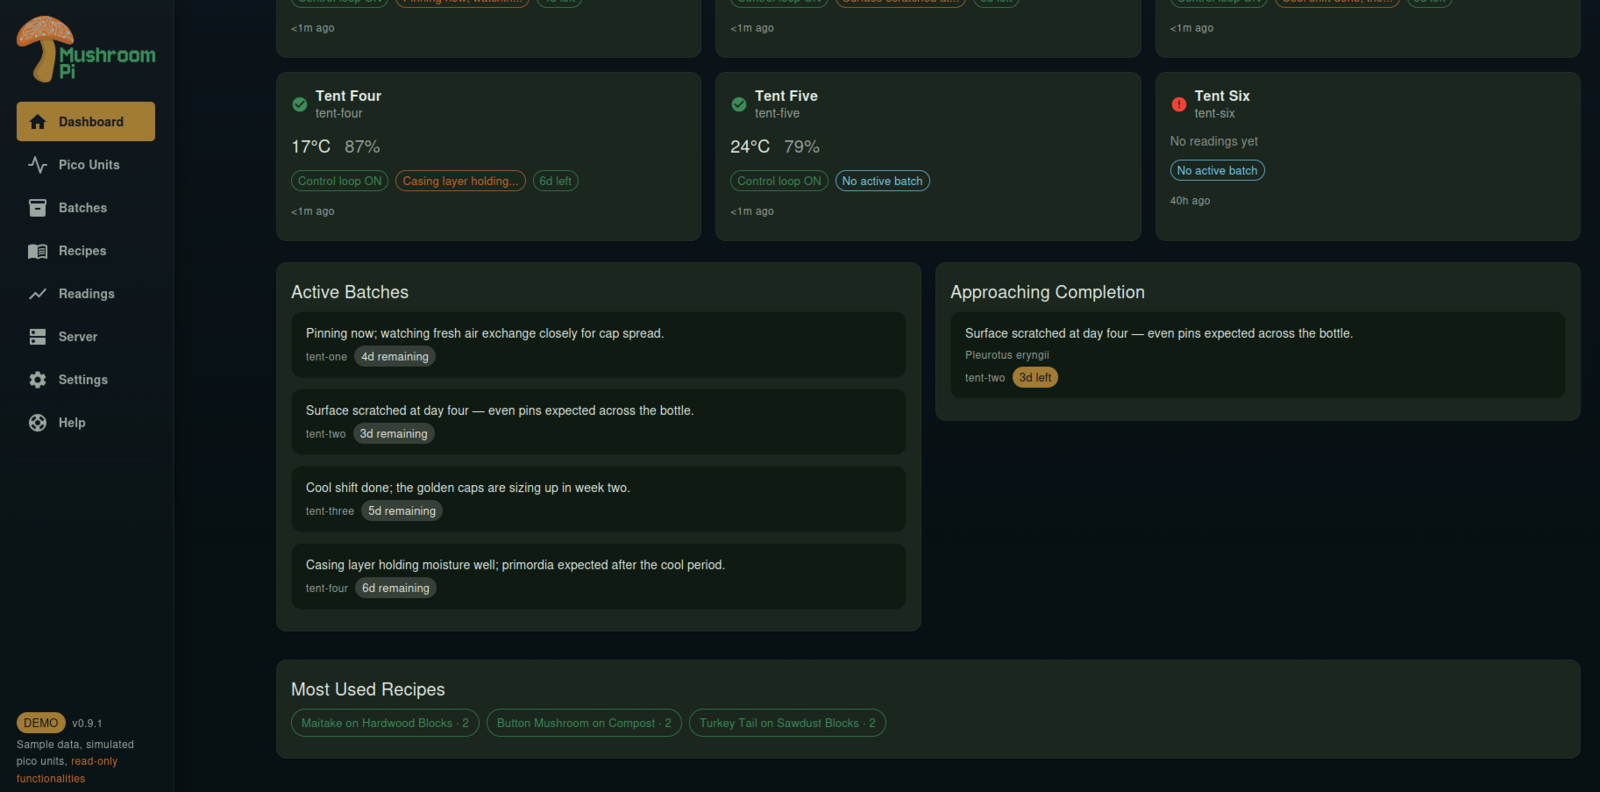 Mushroom
Pi
Dashboard
Pico Units
Batches
Recipes
Readings
Server
Settings
Help
DEMO v0.9.1
Sample data, simulated
pico units, read-only
functionalities
<1m ago
<1m ago
<1m ago
Tent Four
tent-four
17°C 87%
Control loop ON Casing layer holding... 6d left
<1m ago
Tent Five
tent-five
24°C 79%
Control loop ON No active batch
<1m ago
Tent Six
tent-six
No readings yet
No active batch
40h ago
Active Batches
Pinning now; watching fresh air exchange closely for cap spread.
tent-one 4d remaining
Surface scratched at day four — even pins expected across the bottle.
tent-two 3d remaining
Cool shift done; the golden caps are sizing up in week two.
tent-three 5d remaining
Casing layer holding moisture well; primordia expected after the cool period.
tent-four 6d remaining
Approaching Completion
Surface scratched at day four — even pins expected across the bottle.
Pleurotus eryngii
tent-two 3d left
Most Used Recipes
Maitake on Hardwood Blocks · 2 Button Mushroom on Compost · 2 Turkey Tail on Sawdust Blocks · 2